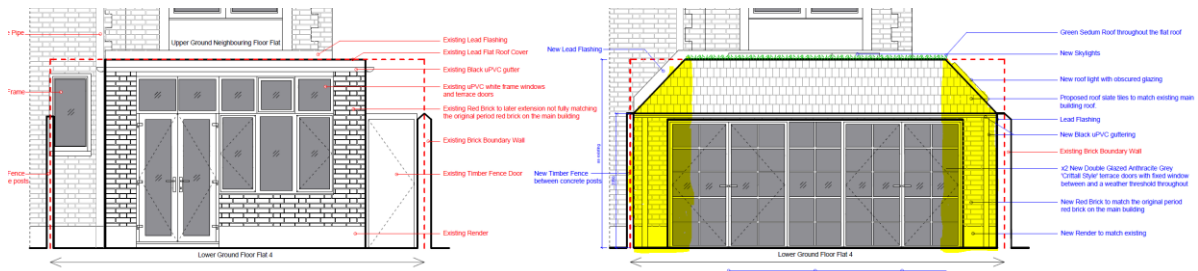 Pipe
Frame
Fence
posts
Upper Ground Neighbouring Floor Flat
Existing Lead Flashing
Existing Lead Flat Roof Cover
Existing Black uPVC gutter
Existing uPVC white frame windows
and terrace doors
Existing Red Brick to later extension not fully matching
the original period red brick on the main building
Existing Brick Boundary Wall
Existing Timber Fence Door
Existing Render
Lower Ground Floor Flat 4
New Lead Flashing
New Timber Fence
between concrete posts
Green Sedum Roof throughout the flat roof
New Skylights
New roof light with obscured glazing
Proposed roof slate tiles to match existing main
building roof.
Lead Flashing
New Black uPVC guttering
Existing Brick Boundary Wall
x2 New Double Glazed Anthracite Grey
'Crittall Style' terrace doors with fixed window
between and a weather threshold throughout
New Red Brick to match the original period
red brick on the main building
New Render to match existing
Lower Ground Floor Flat 4